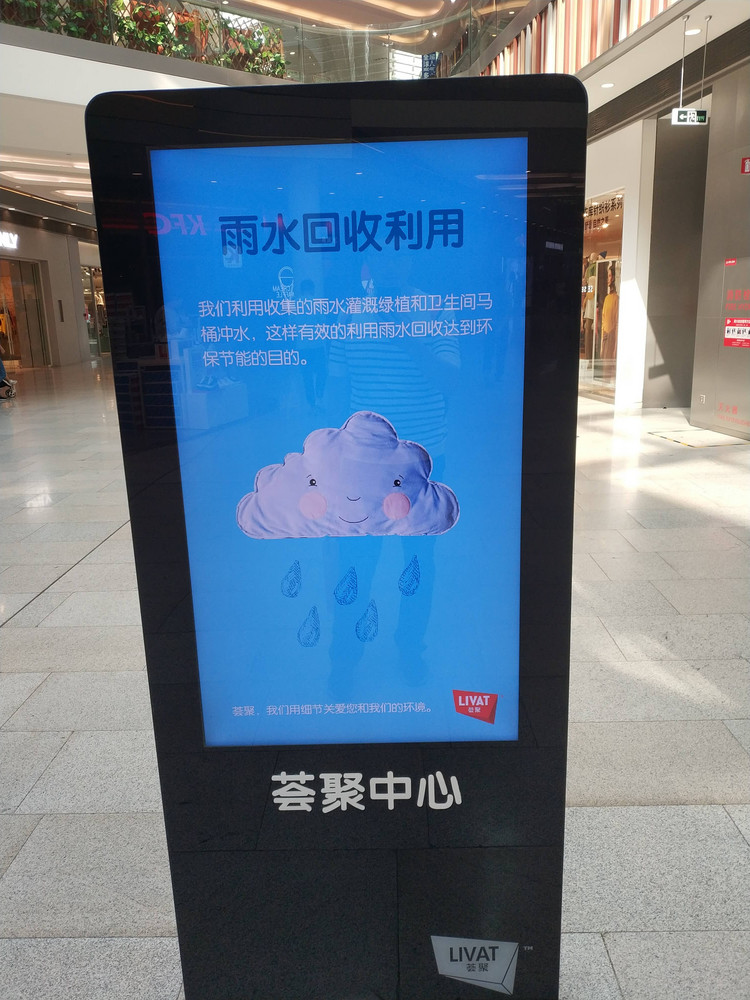 雨水回收利用
我们利用收集的雨水灌溉绿植和卫生间马
桶冲水，这样有效的利用雨水回收达到环
保节能的目的。
荟聚，我们用细节关爱您和我们的环境。
LIVAT
荟聚
荟聚中心
LIVAT™
荟聚
KFC